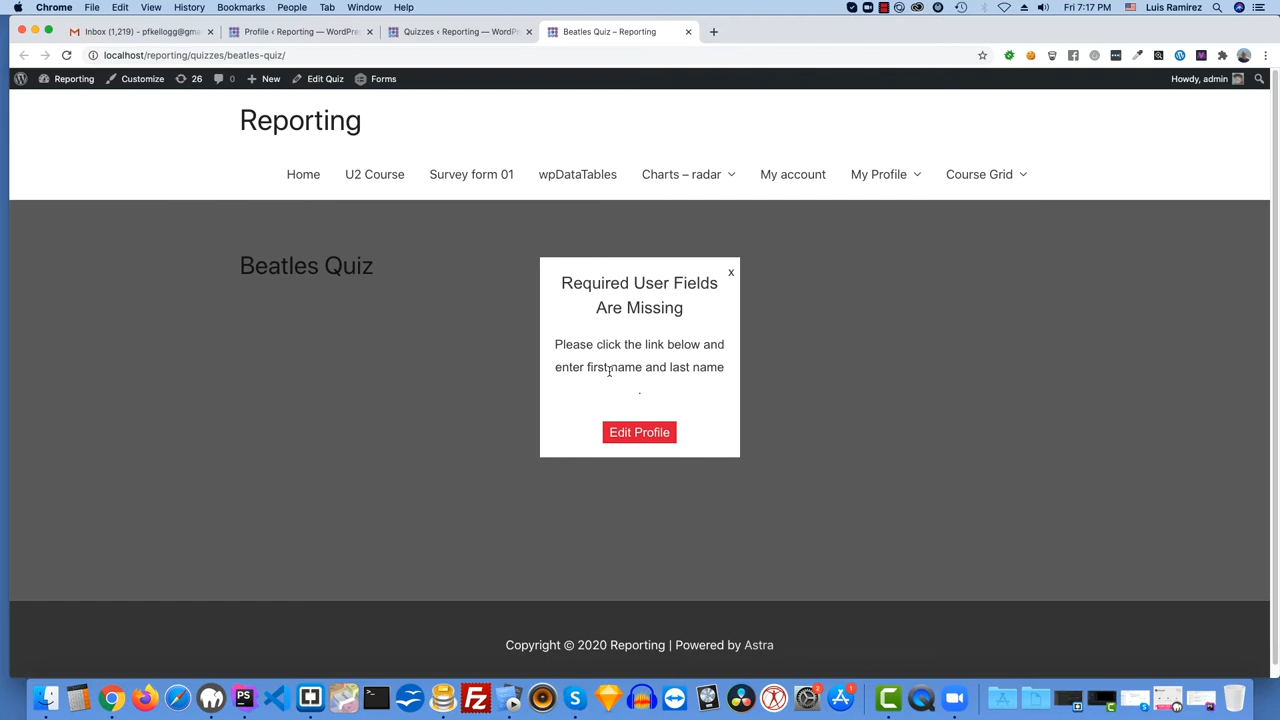 Chrome File Edit View History Bookmarks People Tab Window Help Fri 7:17 PM Luis Ramirez
Inbox (1,219) - pfkellogg@gm
Profile ‹ Reporting — WordPre
Quizzes ‹ Reporting — WordP
Beatles Quiz – Reporting
localhost/reporting/quizzes/beatles-quiz/
Reporting Customize 26 0 New Edit Quiz Forms Howdy, admin
Reporting
Home U2 Course Survey form 01 wpDataTables Charts – radar My account My Profile Course Grid
Beatles Quiz
x
Required User Fields
Are Missing
Please click the link below and
enter first name and last name
.
Edit Profile
Copyright © 2020 Reporting | Powered by Astra